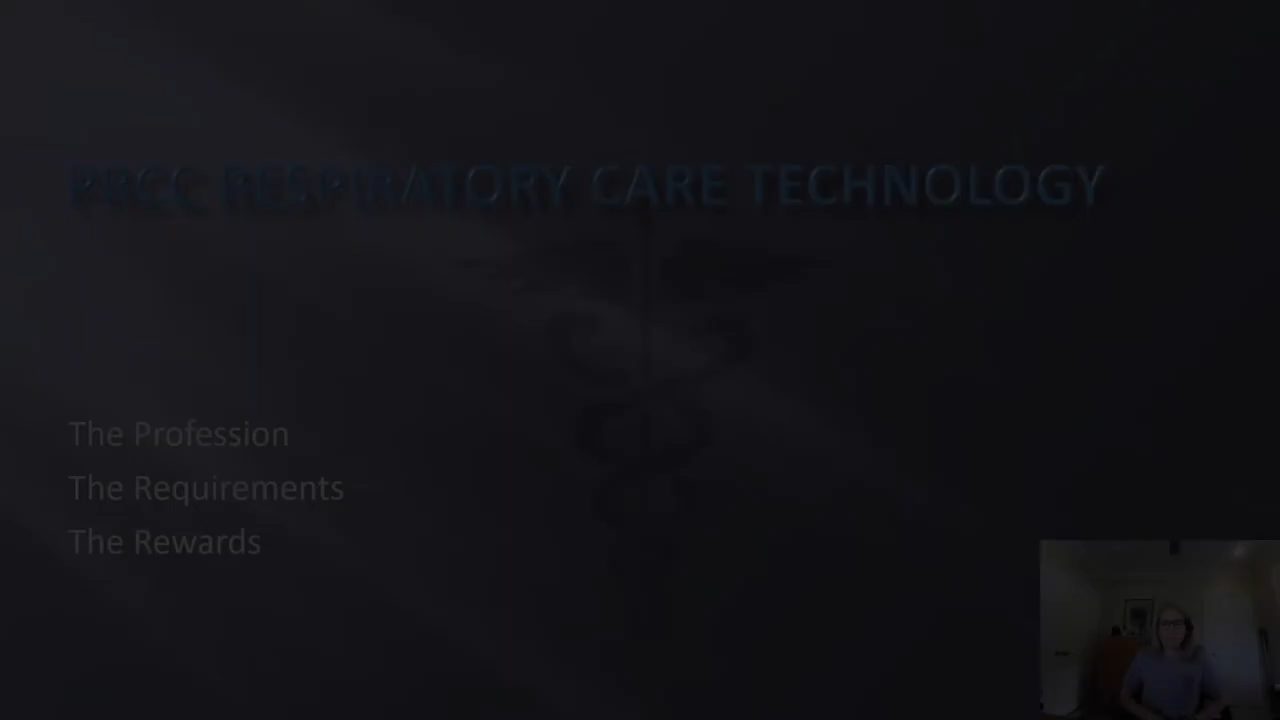 PRCC RESPIRATORY CARE TECHNOLOGY
The Profession
The Requirements
The Rewards